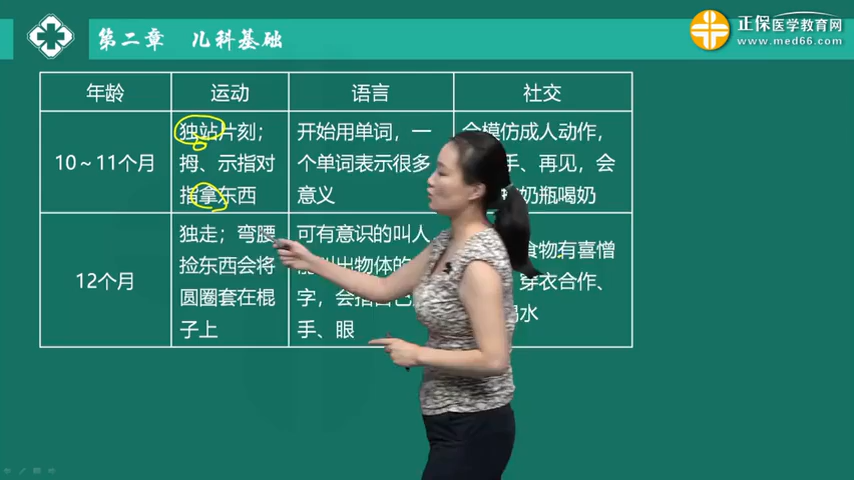 第二章 儿科基础
正保医学教育网
www.med66.com
年龄 运动 语言 社交
10～11个月
独站片刻；
拇、示指对
指拿东西
开始用单词，一
个单词表示很多
意义
会模仿成人动作，
手、再见，会
奶瓶喝奶
12个月
独走；弯腰
捡东西会将
圆圈套在棍
子上
可有意识的叫人
叫出物体的
字，会指自己
手、眼
食物有喜憎
穿衣合作、
喝水